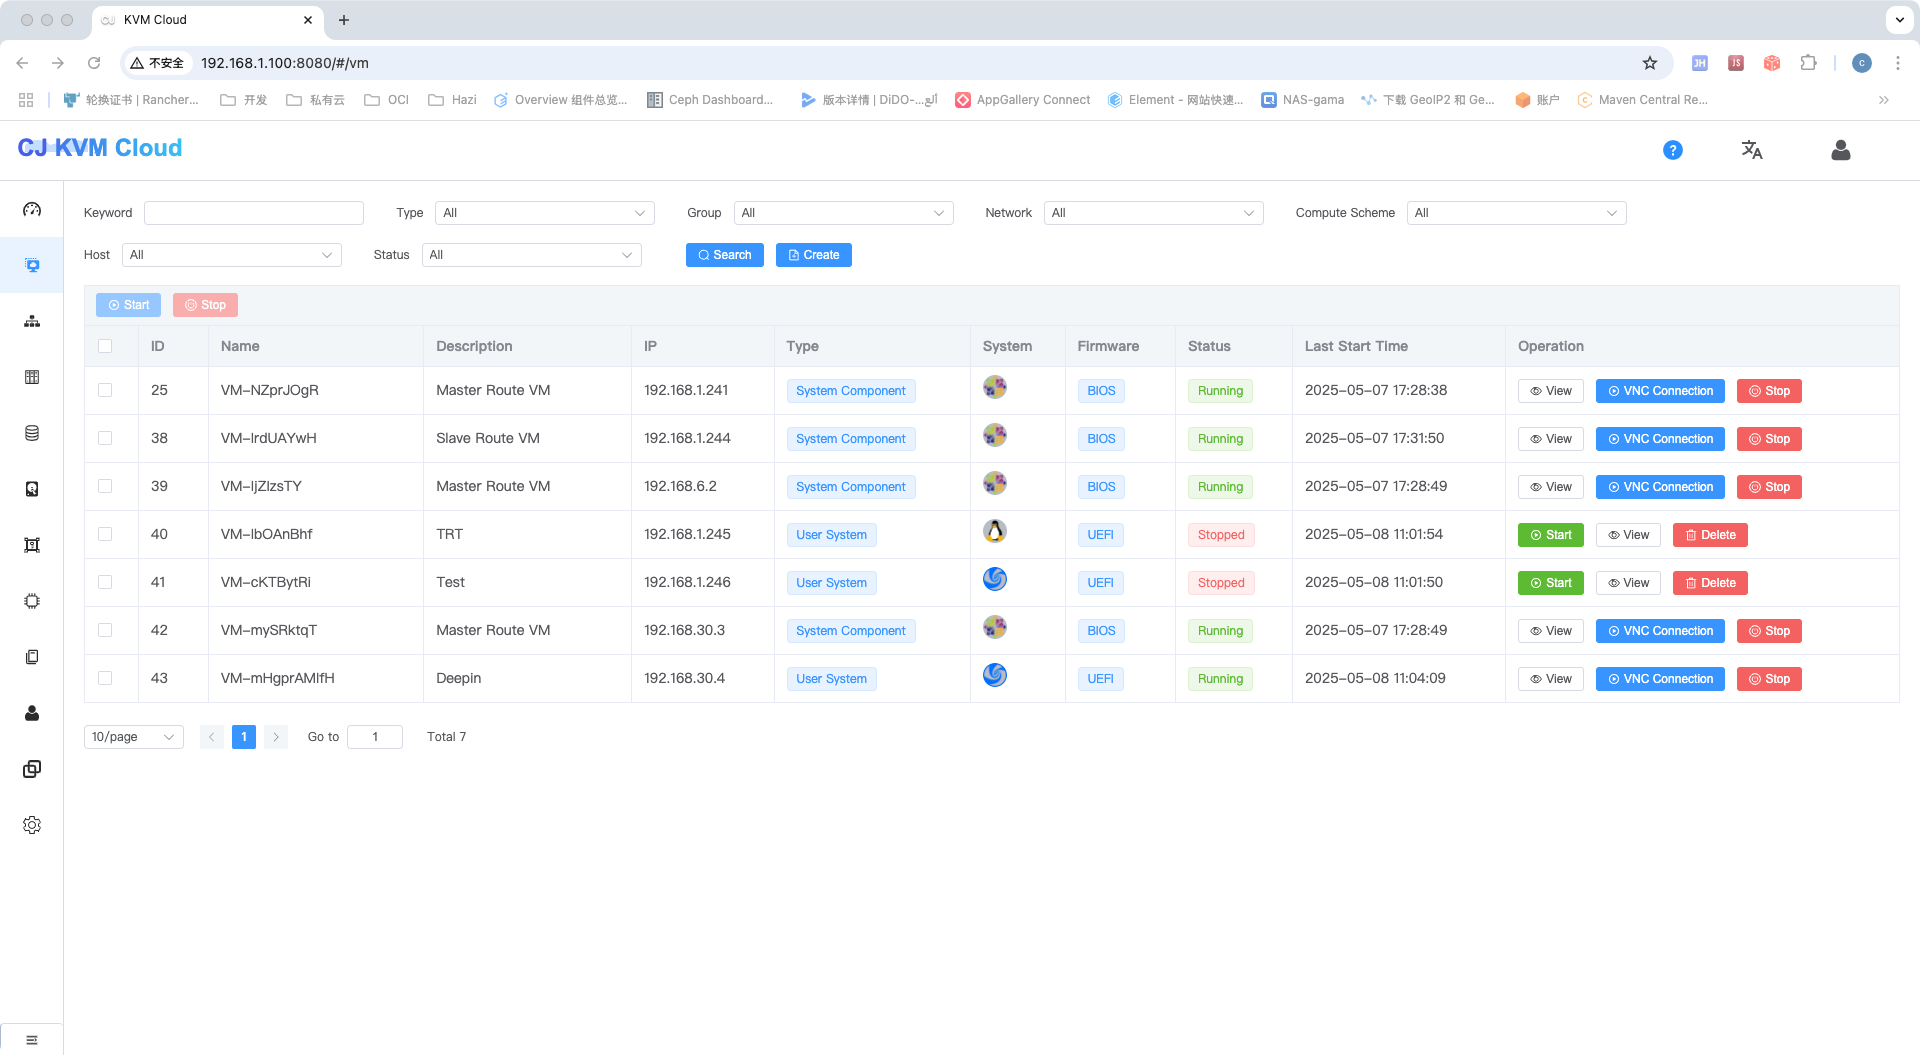 KVM Cloud
不安全 192.168.1.100:8080/#/vm
轮换证书 | Rancher... 开发 私有云 OCI Hazi Overview 组件总览... Ceph Dashboard... 版本详情 | DiDO-... AppGallery Connect Element - 网站快速... NAS-gama 下载 GeoIP2 和 Ge... 账户 Maven Central Re...
CJ KVM Cloud
Keyword Type All Group All Network All Compute Scheme All
Host All Status All Search Create
Start Stop
ID Name Description IP Type System Firmware Status Last Start Time Operation
25 VM-NZprJOgR Master Route VM 192.168.1.241 System Component BIOS Running 2025-05-07 17:28:38 View VNC Connection Stop
38 VM-IrdUAYwH Slave Route VM 192.168.1.244 System Component BIOS Running 2025-05-07 17:31:50 View VNC Connection Stop
39 VM-ljZIzsTY Master Route VM 192.168.6.2 System Component BIOS Running 2025-05-07 17:28:49 View VNC Connection Stop
40 VM-lbOAnBhf TRT 192.168.1.245 User System UEFI Stopped 2025-05-08 11:01:54 Start View Delete
41 VM-cKTBytRi Test 192.168.1.246 User System UEFI Stopped 2025-05-08 11:01:50 Start View Delete
42 VM-mySRktqT Master Route VM 192.168.30.3 System Component BIOS Running 2025-05-07 17:28:49 View VNC Connection Stop
43 VM-mHgprAMlfH Deepin 192.168.30.4 User System UEFI Running 2025-05-08 11:04:09 View VNC Connection Stop
10/page 1 Go to 1 Total 7